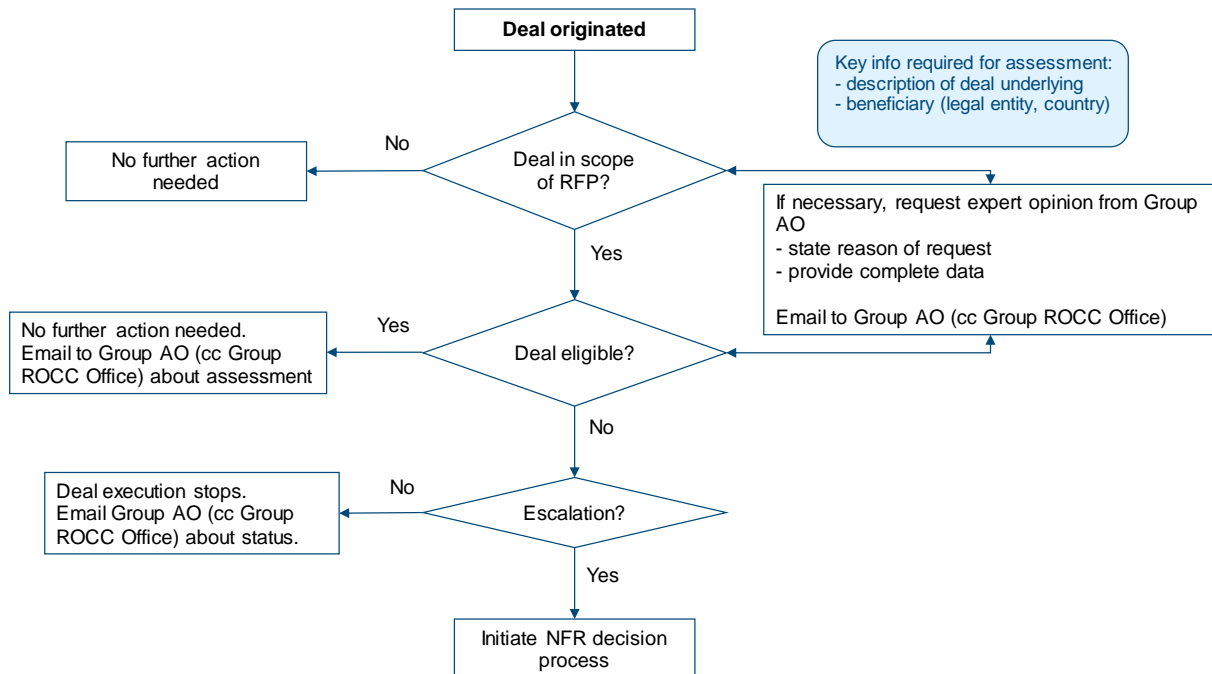 Deal originated
Key info required for assessment:
- description of deal underlying
- beneficiary (legal entity, country)
No
No further action
needed
Deal in scope
of RFP?
If necessary, request expert opinion from Group
AO
- state reason of request
- provide complete data
Email to Group AO (cc Group ROCC Office)
Yes
No further action needed.
Email to Group AO (cc Group
ROCC Office) about assessment
Yes
Deal eligible?
No
Deal execution stops.
Email Group AO (cc Group
ROCC Office) about status.
No
Escalation?
Yes
Initiate NFR decision
process